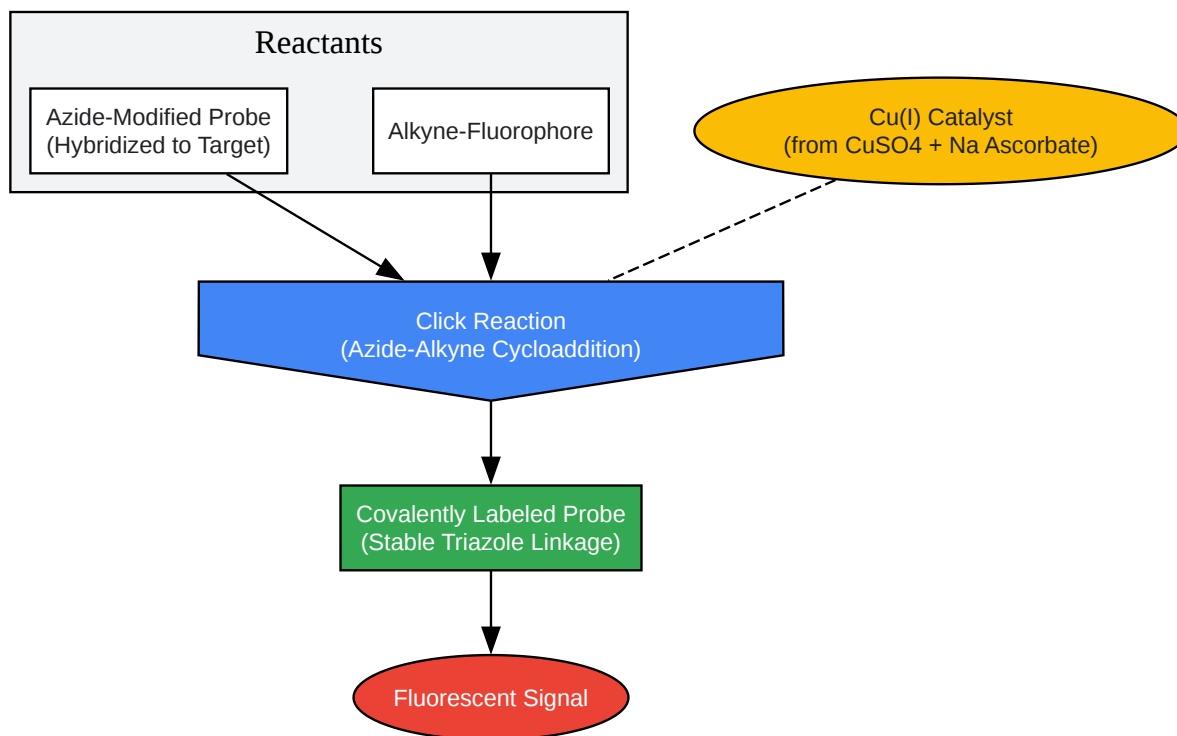 Reactants
Azide-Modified Probe
(Hybridized to Target)
Alkyne-Fluorophore
Cu(I) Catalyst
(from CuSO4 + Na Ascorbate)
Click Reaction
(Azide-Alkyne Cycloaddition)
Covalently Labeled Probe
(Stable Triazole Linkage)
Fluorescent Signal